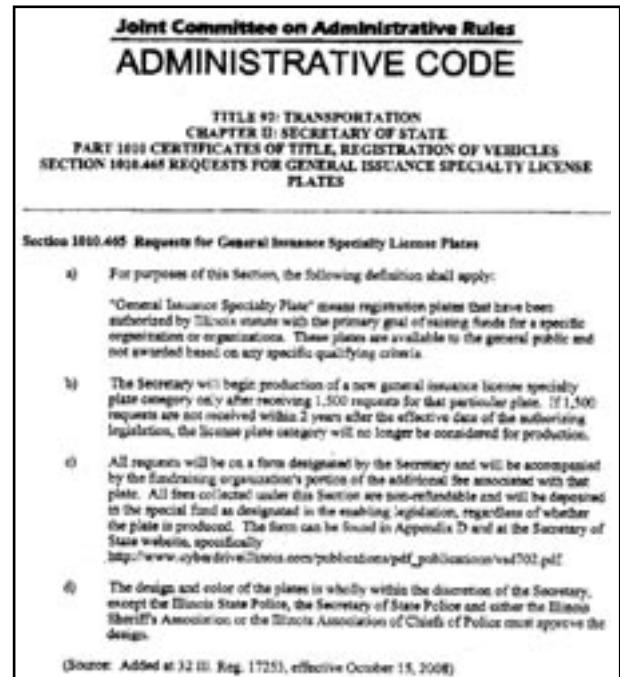 Joint Committee on Administrative Rules
ADMINISTRATIVE CODE
TITLE 92: TRANSPORTATION
CHAPTER II: SECRETARY OF STATE
PART 1010 CERTIFICATES OF TITLE, REGISTRATION OF VEHICLES
SECTION 1010.465 REQUESTS FOR GENERAL ISSUANCE SPECIALTY LICENSE
PLATES
Section 1010.465 Requests for General Issuance Specialty License Plates
a) For purposes of this Section, the following definition shall apply:
"General Issuance Specialty Plate" means registration plates that have been
authorized by Illinois statute with the primary goal of raising funds for a specific
organization or organizations. These plates are available to the general public and
not awarded based on any specific qualifying criteria.
b) The Secretary will begin production of a new general issuance license specialty
plate category only after receiving 1,500 requests for that particular plate. If 1,500
requests are not received within 2 years after the effective date of the authorizing
legislation, the license plate category will no longer be considered for production.
c) All requests will be on a form designated by the Secretary and will be accompanied
by the fundraising organization's portion of the additional fee associated with that
plate. All fees collected under this Section are non-refundable and will be deposited
in the special fund as designated in the enabling legislation, regardless of whether
the plate is produced. The form can be found in Appendix D and at the Secretary of
State website, specifically
http://www.cyberdriveillinois.com/publications/pdf_publications/vsd702.pdf.
d) The design and color of the plates is wholly within the discretion of the Secretary,
except the Illinois State Police, the Secretary of State Police and either the Illinois
Sheriff's Association or the Illinois Association of Chiefs of Police must approve the
design.
(Source: Added at 32 Ill. Reg. 17253, effective October 15, 2008)